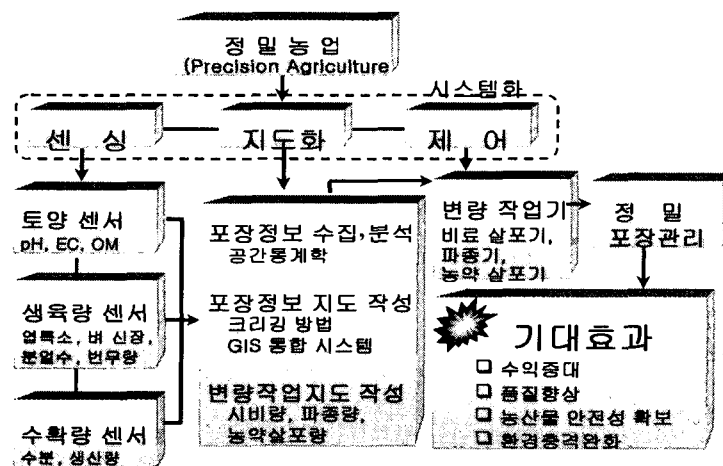 정밀농업
(Precision Agriculture
시스템화
센 싱
지도화
제 어
토양 센서
pH, EC, OM
생육량 센서
엽록소, 벼 신장,
분얼수, 번무량
수확량 센서
수분, 생산량
포장정보 수집·분석
공간통계학
포장정보 지도 작성
크리깅 방법
GIS 통합 시스템
변량작업지도 작성
시비량, 파종량,
농약살포량
변량 작업기
비료 살포기,
파종기,
농약 살포기
정 밀
포장관리
기대효과
수익증대
품질향상
농산물 안전성 확보
환경충격완화